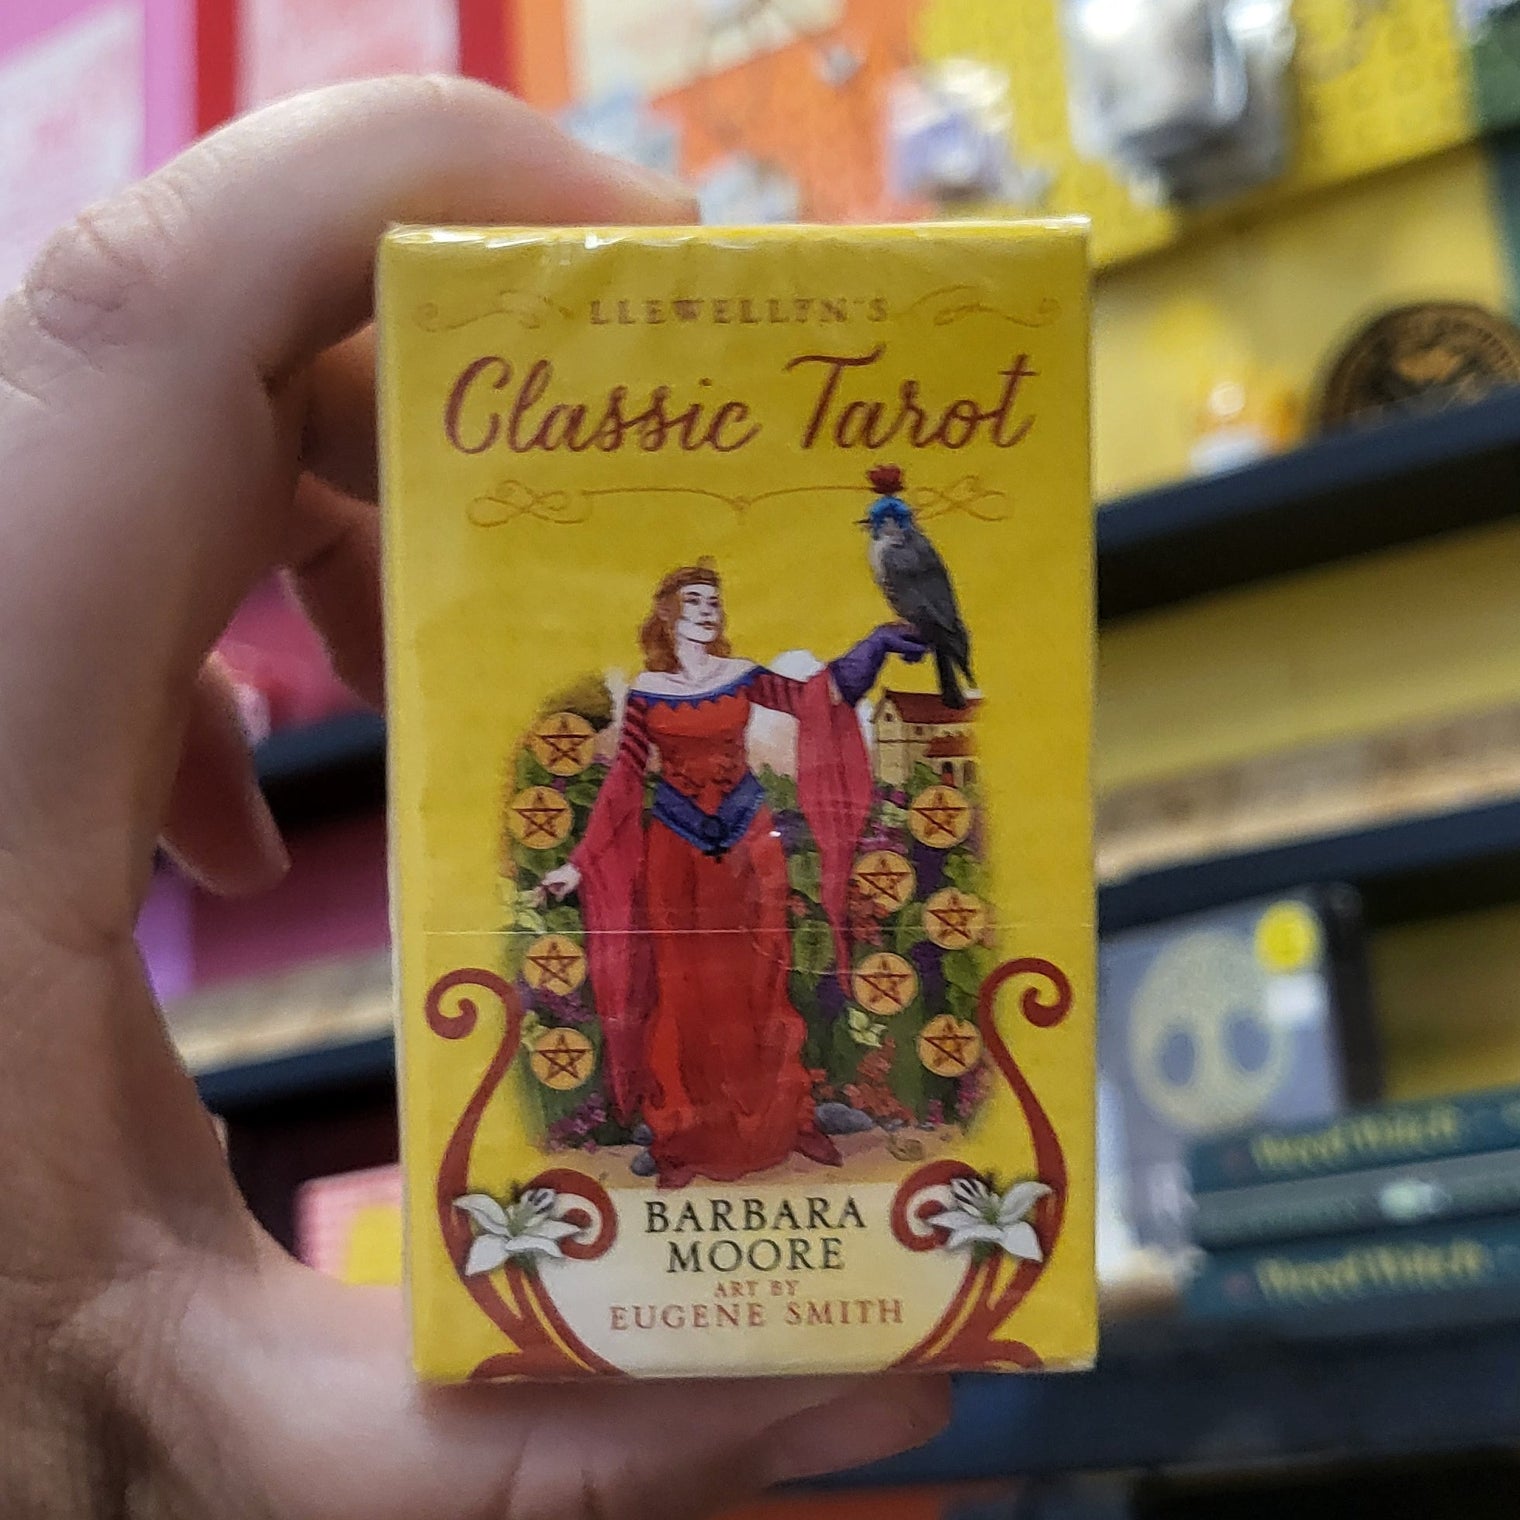 LLEWELLYN'S
Classic Tarot
BARBARA
MOORE
ART BY
EUGENE SMITH